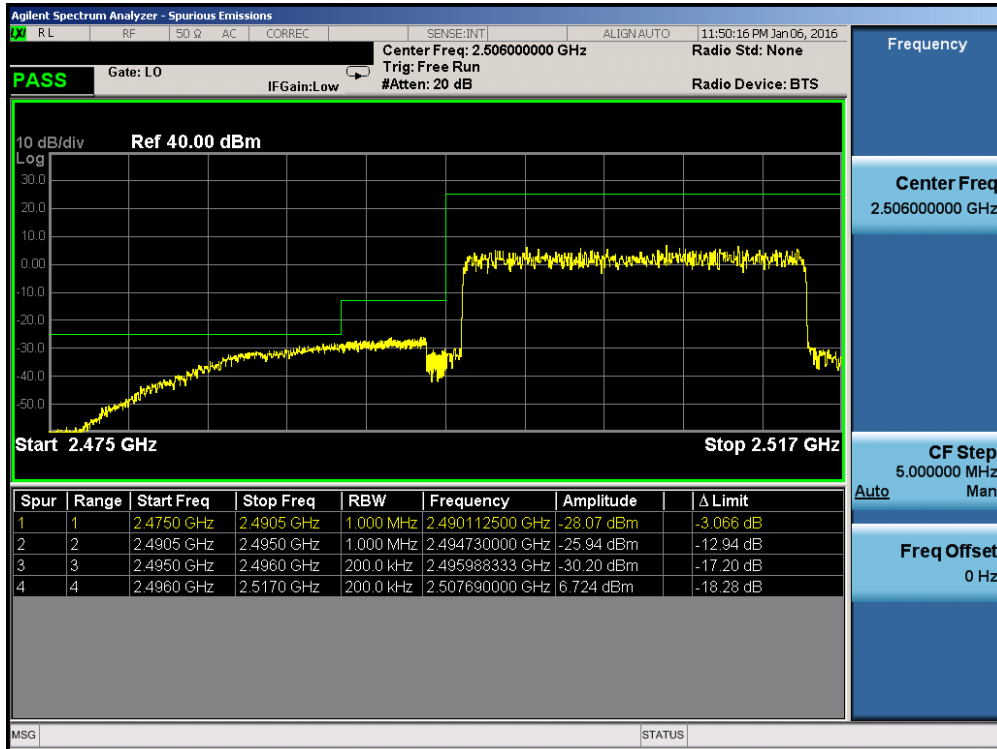 Agilent Spectrum Analyzer - Spurious Emissions
LXI RL RF 50 Ω AC CORREC SENSE:INT ALIGN AUTO 11:50:16 PM Jan 06, 2016
Center Freq: 2.506000000 GHz Radio Std: None
Trig: Free Run
PASS Gate: LO IFGain:Low #Atten: 20 dB Radio Device: BTS
10 dB/div Ref 40.00 dBm
Log
30.0
20.0
10.0
0.00
-10.0
-20.0
-30.0
-40.0
-50.0
Start 2.475 GHz Stop 2.517 GHz
Spur Range Start Freq Stop Freq RBW Frequency Amplitude Δ Limit
1 1 2.4750 GHz 2.4905 GHz 1.000 MHz 2.490112500 GHz -28.07 dBm -3.066 dB
2 2 2.4905 GHz 2.4950 GHz 1.000 MHz 2.494730000 GHz -25.94 dBm -12.94 dB
3 3 2.4950 GHz 2.4960 GHz 200.0 kHz 2.495988333 GHz -30.20 dBm -17.20 dB
4 4 2.4960 GHz 2.5170 GHz 200.0 kHz 2.507690000 GHz 6.724 dBm -18.28 dB
MSG STATUS
Frequency
Center Freq
2.506000000 GHz
CF Step
5.000000 MHz
Auto Man
Freq Offset
0 Hz